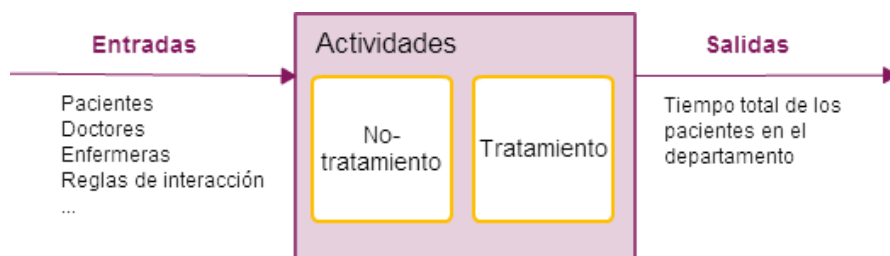 Entradas
Pacientes
Doctores
Enfermeras
Reglas de interacción
...
Actividades
No-
tratamiento
Tratamiento
Salidas
Tiempo total de los
pacientes en el
departamento